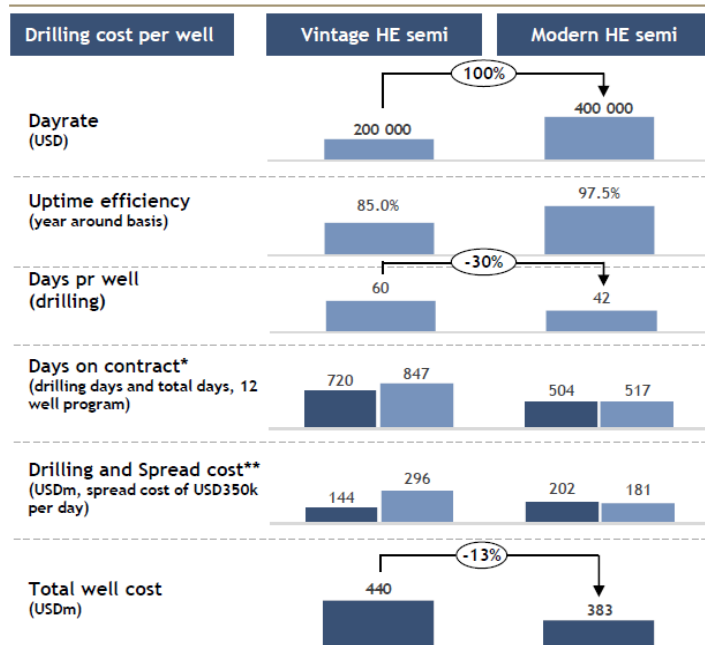 Drilling cost per well
Vintage HE semi
Modern HE semi
100%
Dayrate
(USD)
200 000
400 000
Uptime efficiency
(year around basis)
85.0%
97.5%
-30%
Days pr well
(drilling)
60
42
Days on contract*
(drilling days and total days, 12
well program)
720
847
504
517
Drilling and Spread cost**
(USDm, spread cost of USD350k
per day)
144
296
202
181
-13%
Total well cost
(USDm)
440
383